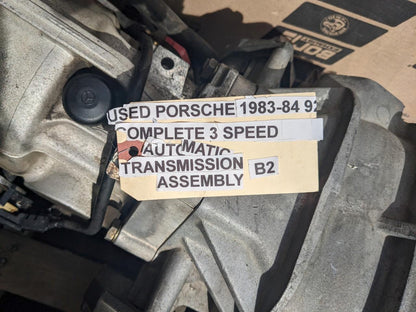 USED PORSCHE 1983-84 92
COMPLETE 3 SPEED
AUTOMATIC
TRANSMISSION B2
ASSEMBLY